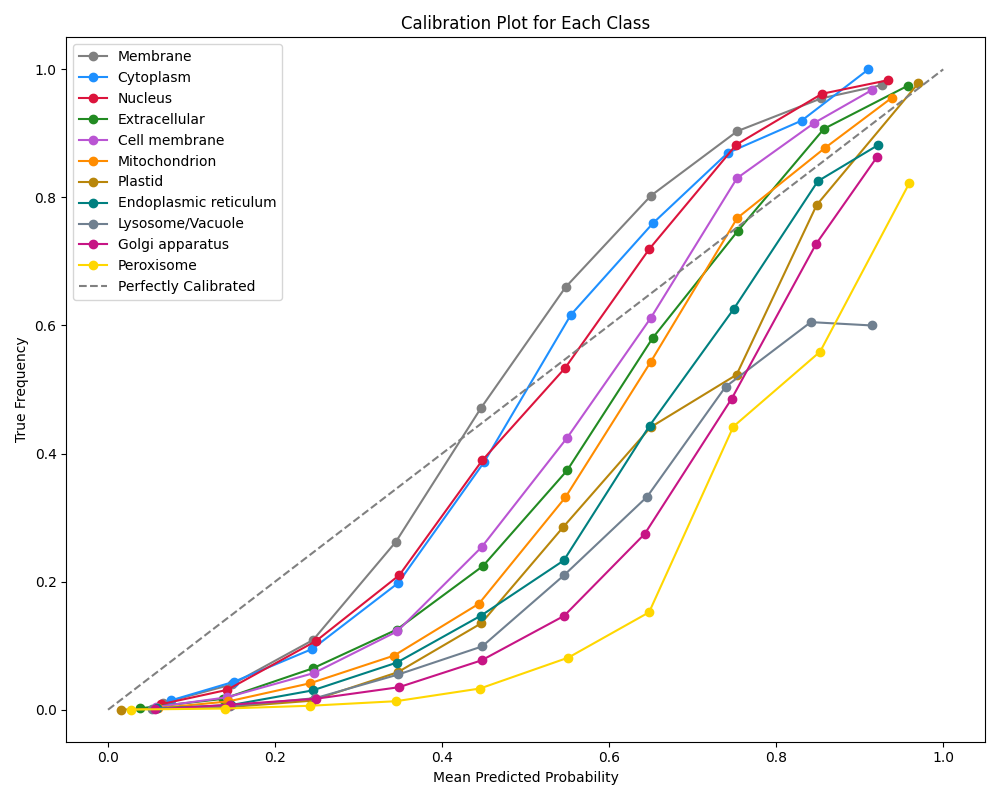 Calibration Plot for Each Class
Membrane
Cytoplasm
Nucleus
Extracellular
Cell membrane
Mitochondrion
Plastid
Endoplasmic reticulum
Lysosome/Vacuole
Golgi apparatus
Peroxisome
Perfectly Calibrated
True Frequency
1.0
0.8
0.6
0.4
0.2
0.0
0.0 0.2 0.4 0.6 0.8 1.0
Mean Predicted Probability